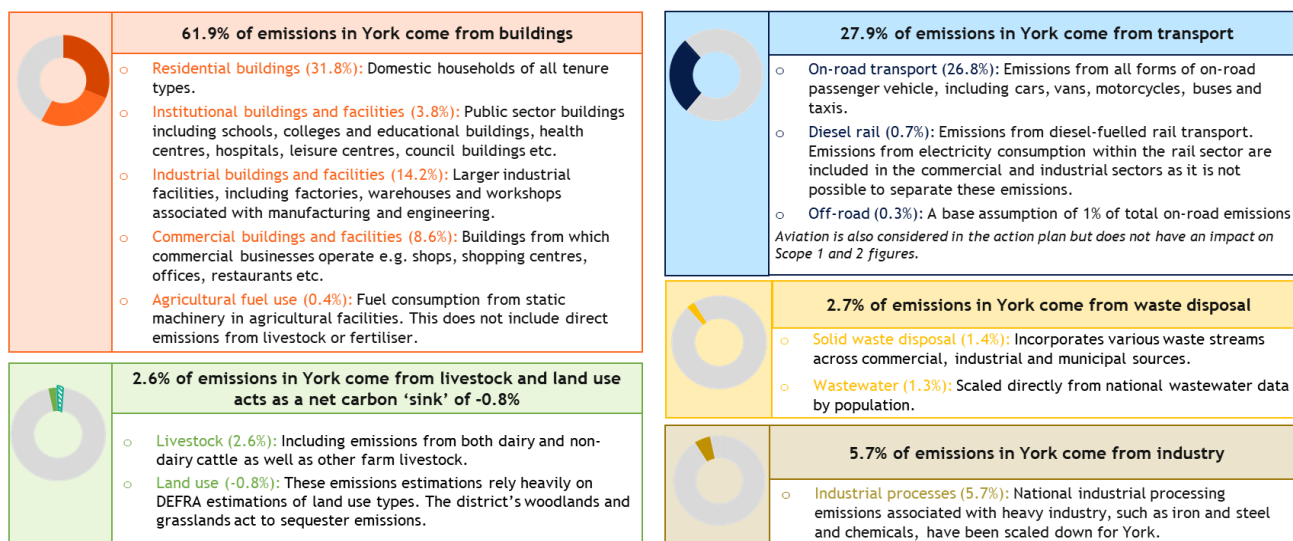 61.9% of emissions in York come from buildings
o Residential buildings (31.8%): Domestic households of all tenure
types.
o Institutional buildings and facilities (3.8%): Public sector buildings
including schools, colleges and educational buildings, health
centres, hospitals, leisure centres, council buildings etc.
o Industrial buildings and facilities (14.2%): Larger industrial
facilities, including factories, warehouses and workshops
associated with manufacturing and engineering.
o Commercial buildings and facilities (8.6%): Buildings from which
commercial businesses operate e.g. shops, shopping centres,
offices, restaurants etc.
o Agricultural fuel use (0.4%): Fuel consumption from static
machinery in agricultural facilities. This does not include direct
emissions from livestock or fertiliser.
2.6% of emissions in York come from livestock and land use
acts as a net carbon ‘sink’ of -0.8%
o Livestock (2.6%): Including emissions from both dairy and non-
dairy cattle as well as other farm livestock.
o Land use (-0.8%): These emissions estimations rely heavily on
DEFRA estimations of land use types. The district’s woodlands and
grasslands act to sequester emissions.
27.9% of emissions in York come from transport
o On-road transport (26.8%): Emissions from all forms of on-road
passenger vehicle, including cars, vans, motorcycles, buses and
taxis.
o Diesel rail (0.7%): Emissions from diesel-fuelled rail transport.
Emissions from electricity consumption within the rail sector are
included in the commercial and industrial sectors as it is not
possible to separate these emissions.
o Off-road (0.3%): A base assumption of 1% of total on-road emissions
Aviation is also considered in the action plan but does not have an impact on
Scope 1 and 2 figures.
2.7% of emissions in York come from waste disposal
o Solid waste disposal (1.4%): Incorporates various waste streams
across commercial, industrial and municipal sources.
o Wastewater (1.3%): Scaled directly from national wastewater data
by population.
5.7% of emissions in York come from industry
o Industrial processes (5.7%): National industrial processing
emissions associated with heavy industry, such as iron and steel
and chemicals, have been scaled down for York.